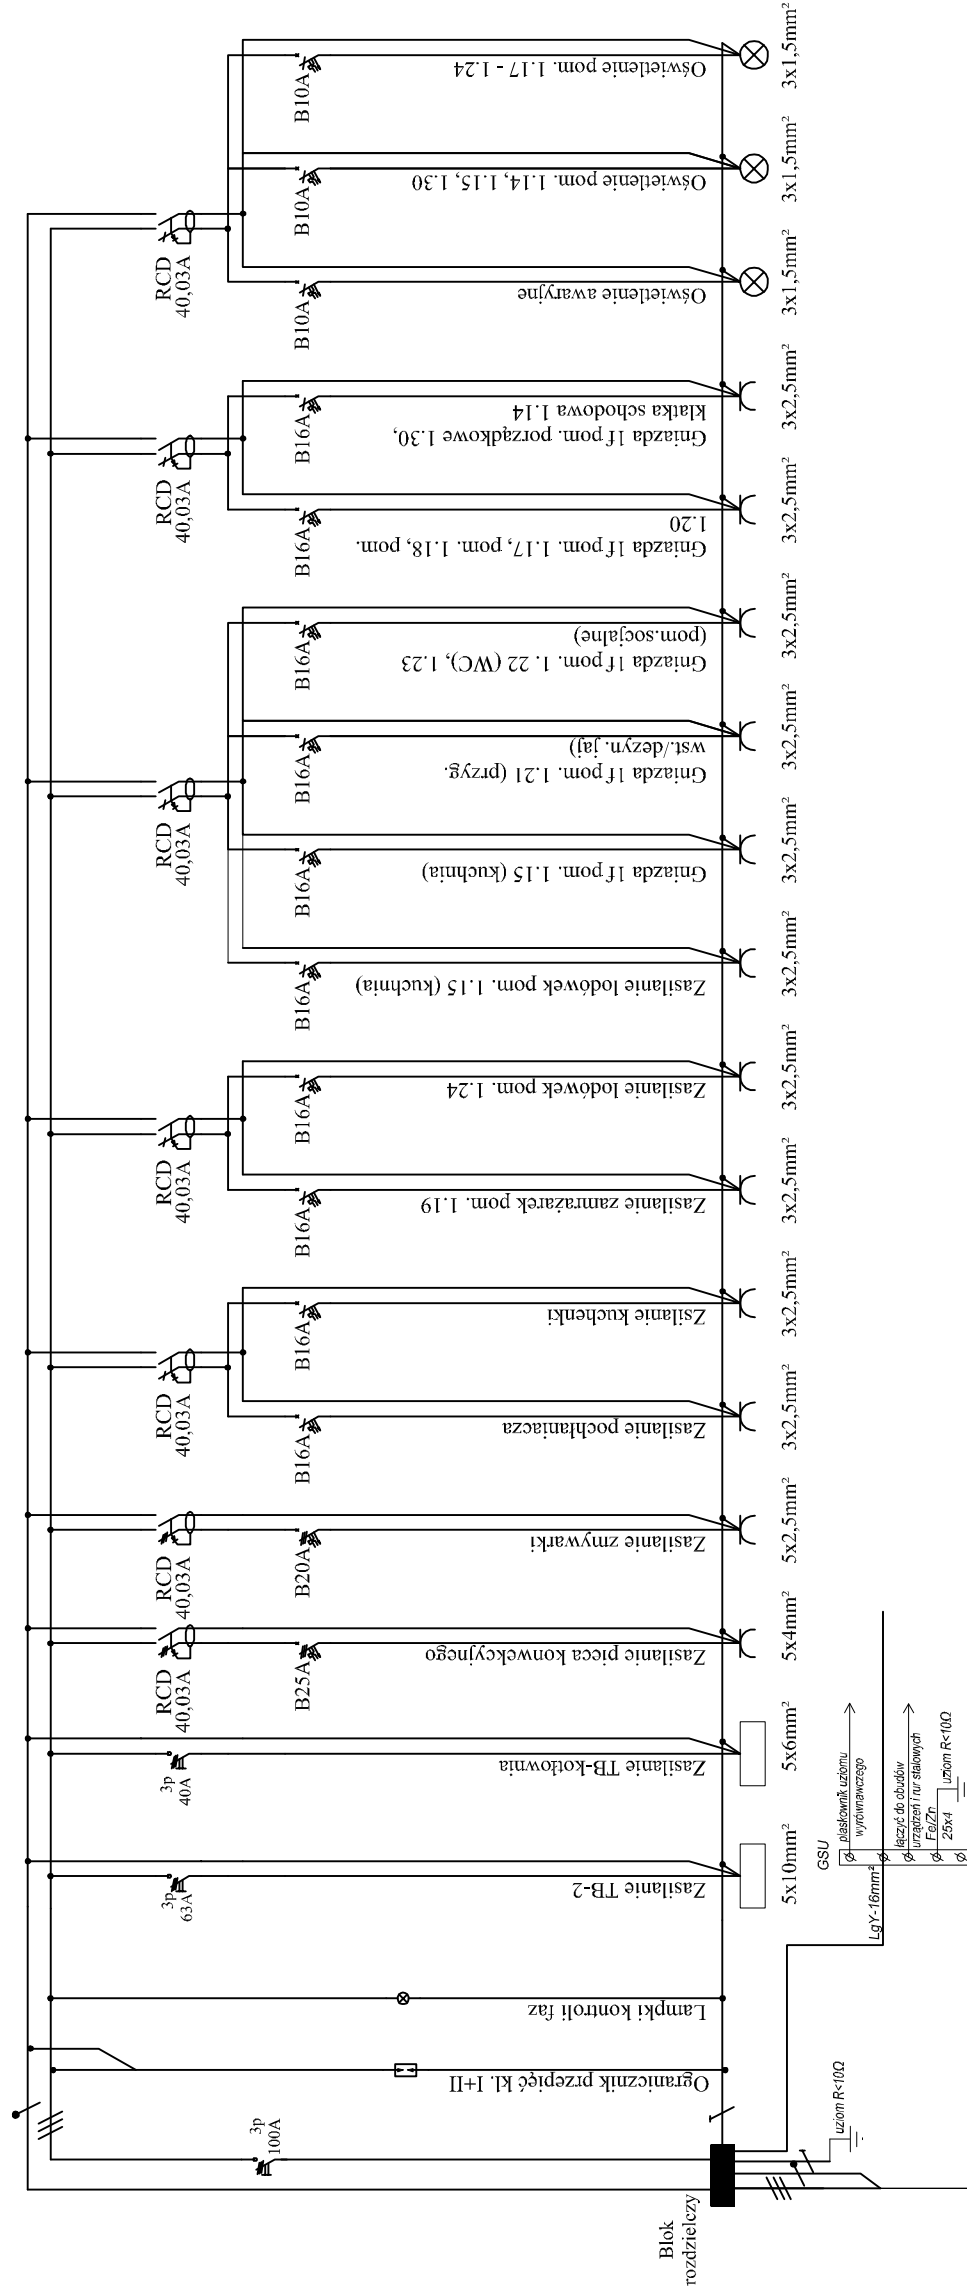 Blok
rozdzielczy
3p
100A
uziom R<10Ω
Ogranicznik przepięć kl. I+II
Lampki kontroli faz
3p
63A
Zasilanie TB-2
5x10mm²
3p
40A
Zasilanie TB-kotłownia
5x6mm²
GSU
LgY-16mm²
płaskownik uziomu
wyrównawczego
łączyć do obudów
urządzeń i rur stalowych
Fe/Zn
25x4
uziom R<10Ω
RCD
40,03A
B25A
Zasilanie pieca konwekcyjnego
5x4mm²
RCD
40,03A
B20A
Zasilanie zmywarki
5x2,5mm²
RCD
40,03A
B16A
Zasilanie pochłaniacza
3x2,5mm²
B16A
Zsilanie kuchenki
3x2,5mm²
RCD
40,03A
B16A
Zasilanie zamrażarek pom. 1.19
3x2,5mm²
B16A
Zasilanie lodówek pom. 1.24
3x2,5mm²
RCD
40,03A
B16A
Zasilanie lodówek pom. 1.15 (kuchnia)
3x2,5mm²
B16A
Gniazda 1f pom. 1.15 (kuchnia)
3x2,5mm²
B16A
Gniazda 1f pom. 1.21 (przyg.
wst./dezyn. jaj)
3x2,5mm²
B16A
Gniazda 1f pom. 1. 22 (WC), 1.23
(pom.socjalne)
3x2,5mm²
RCD
40,03A
B16A
Gniazda 1f pom. 1.17, pom. 1.18, pom.
1.20
3x2,5mm²
B16A
Gniazda 1f pom. porządkowe 1.30,
klatka schodowa 1.14
3x2,5mm²
RCD
40,03A
B10A
Oświetlenie awaryjne
3x1,5mm²
B10A
Oświetlenie pom. 1.14, 1.15, 1.30
3x1,5mm²
B10A
Oświetlenie pom. 1.17 - 1.24
3x1,5mm²